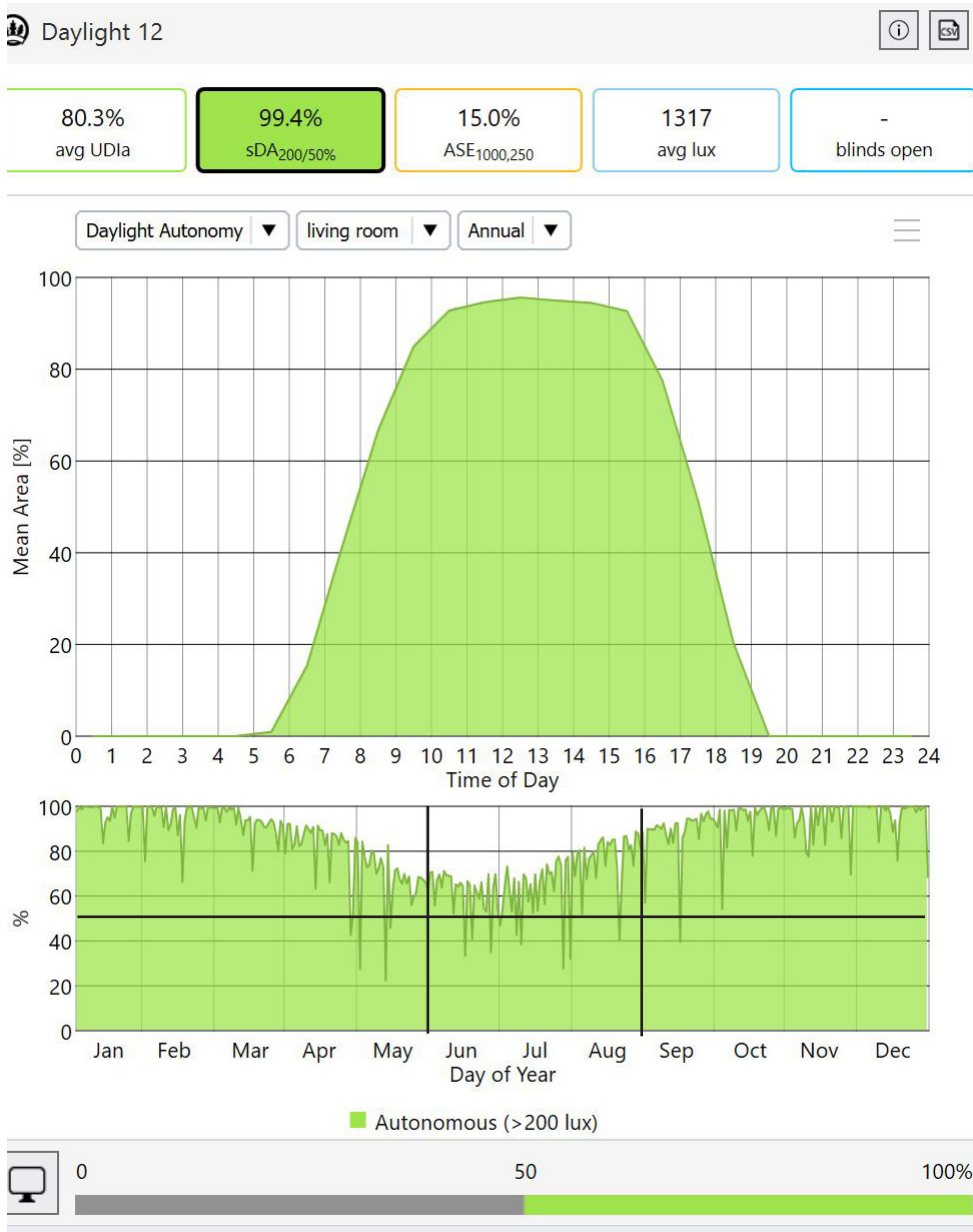 Daylight 12
CSV
80.3% 99.4% 15.0% 1317 -
avg UDIa sDA200/50% ASE1000,250 avg lux blinds open
Daylight Autonomy ▼ living room ▼ Annual ▼
100
80
60
40
20
0
Mean Area [%]
0 1 2 3 4 5 6 7 8 9 10 11 12 13 14 15 16 17 18 19 20 21 22 23 24
Time of Day
100
80
60
40
20
0
%
Jan Feb Mar Apr May Jun Jul Aug Sep Oct Nov Dec
Day of Year
Autonomous (>200 lux)
0 50 100%